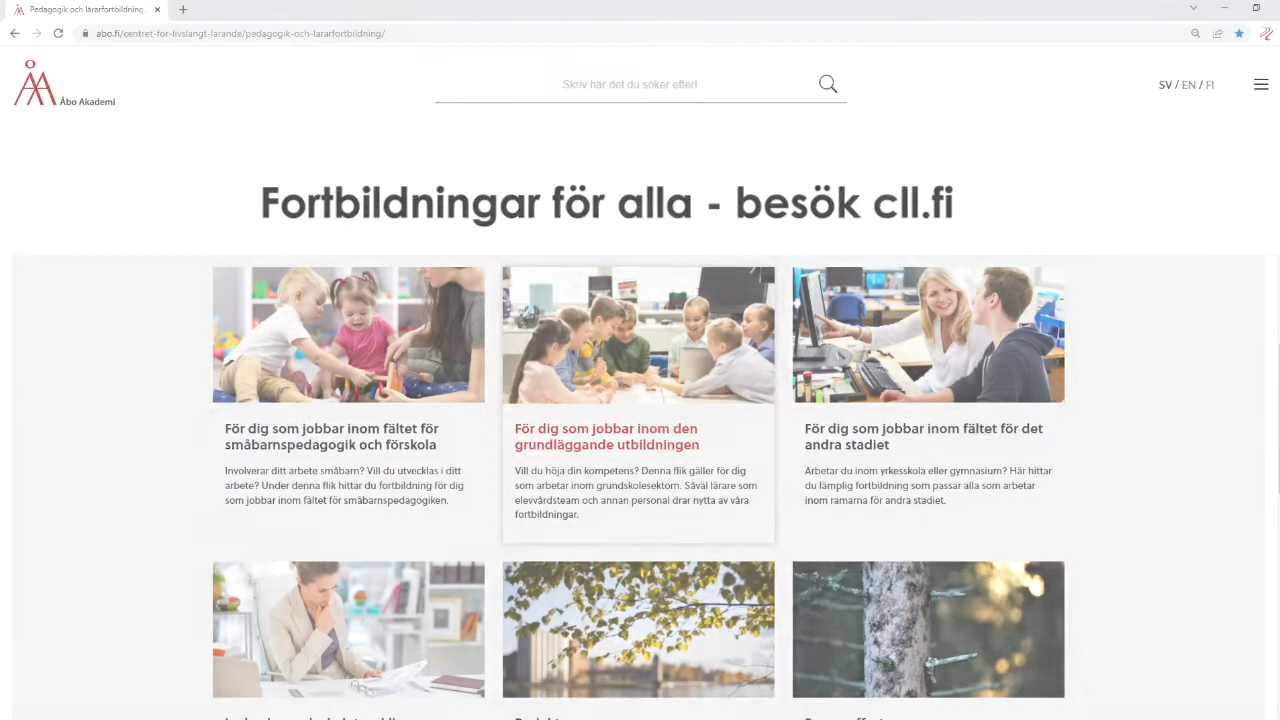 Pedagogik och lärarfortbildning
abo.fi/centret-for-livslangt-larande/pedagogik-och-lararfortbildning/
Åbo Akademi
Skriv här det du söker efter!
SV / EN / FI
Fortbildningar för alla - besök cll.fi
För dig som jobbar inom fältet för
småbarnspedagogik och förskola
Involverar ditt arbete småbarn? Vill du utvecklas i ditt
arbete? Under denna flik hittar du fortbildning för dig
som jobbar inom fältet för småbarnspedagogiken.
För dig som jobbar inom den
grundläggande utbildningen
Vill du höja din kompetens? Denna flik gäller för dig
som arbetar inom grundskolesektorn. Såväl lärare som
elevvårdsteam och annan personal drar nytta av våra
fortbildningar.
För dig som jobbar inom fältet för det
andra stadiet
Arbetar du inom yrkesskola eller gymnasium? Här hittar
du lämplig fortbildning som passar alla som arbetar
inom ramarna för andra stadiet.